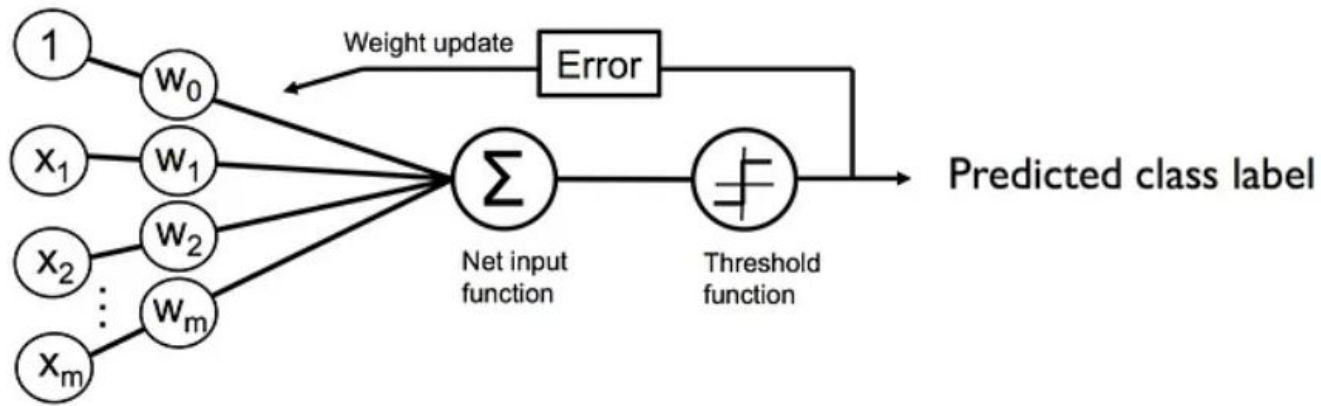 1
w₀
Weight update
Error
x₁
w₁
Σ
Predicted class label
x₂
w₂
Net input
function
Threshold
function
⋮
wₘ
xₘ